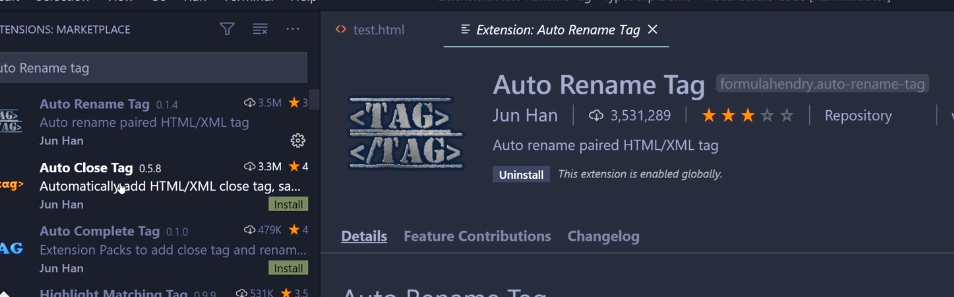 Selection
Terminal
Help
TENSIONS: MARKETPLACE
uto Rename tag
Auto Rename Tag 0.1.4 3.5M 3
Auto rename paired HTML/XML tag
Jun Han
Auto Close Tag 0.5.8 3.3M 4
Automatically add HTML/XML close tag, sa...
Jun Han Install
Auto Complete Tag 0.1.0 479K 4
Extension Packs to add close tag and renam...
Jun Han Install
Highlight Matching Tag 0.9.9 531K 3.5
test.html Extension: Auto Rename Tag
<TAG>
</TAG>
Auto Rename Tag formulahendry.auto-rename-tag
Jun Han 3,531,289 Repository
Auto rename paired HTML/XML tag
Uninstall This extension is enabled globally.
Details Feature Contributions Changelog
Auto Rename Tag